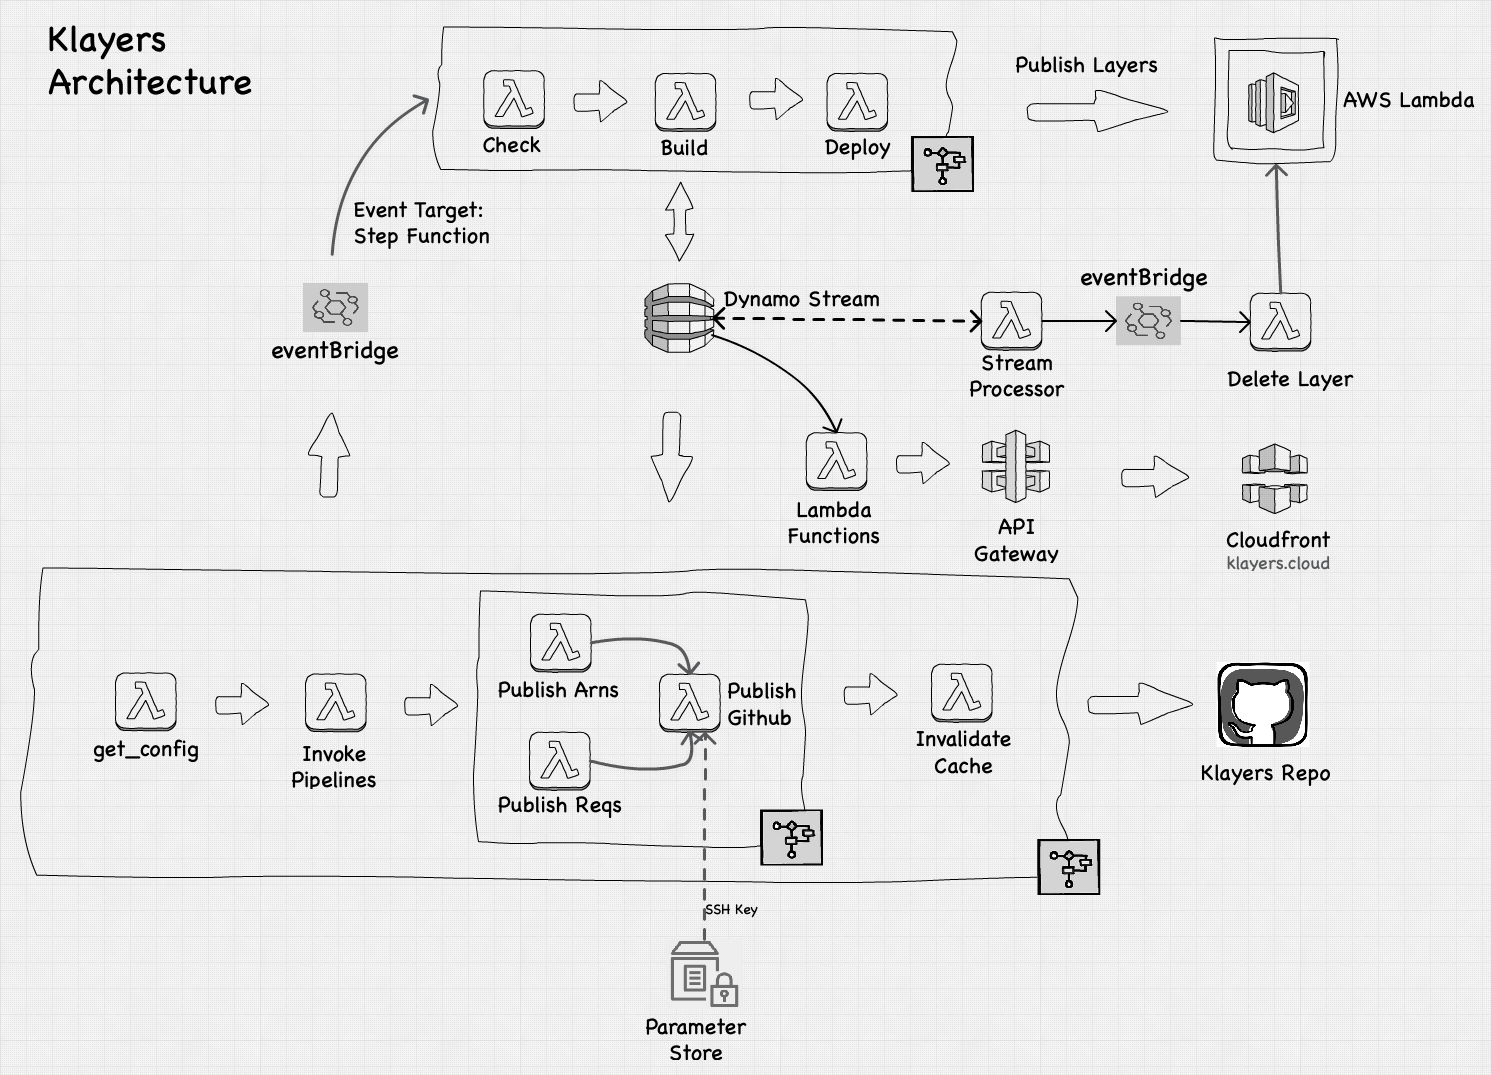 Klayers
Architecture
Publish Layers
AWS Lambda
Check
Build
Deploy
Event Target:
Step Function
eventBridge
Dynamo Stream
eventBridge
Stream
Processor
Delete Layer
Lambda
Functions
API
Gateway
Cloudfront
klayers.cloud
get_config
Invoke
Pipelines
Publish Arns
Publish
Github
Publish Reqs
Invalidate
Cache
Klayers Repo
SSH Key
Parameter
Store